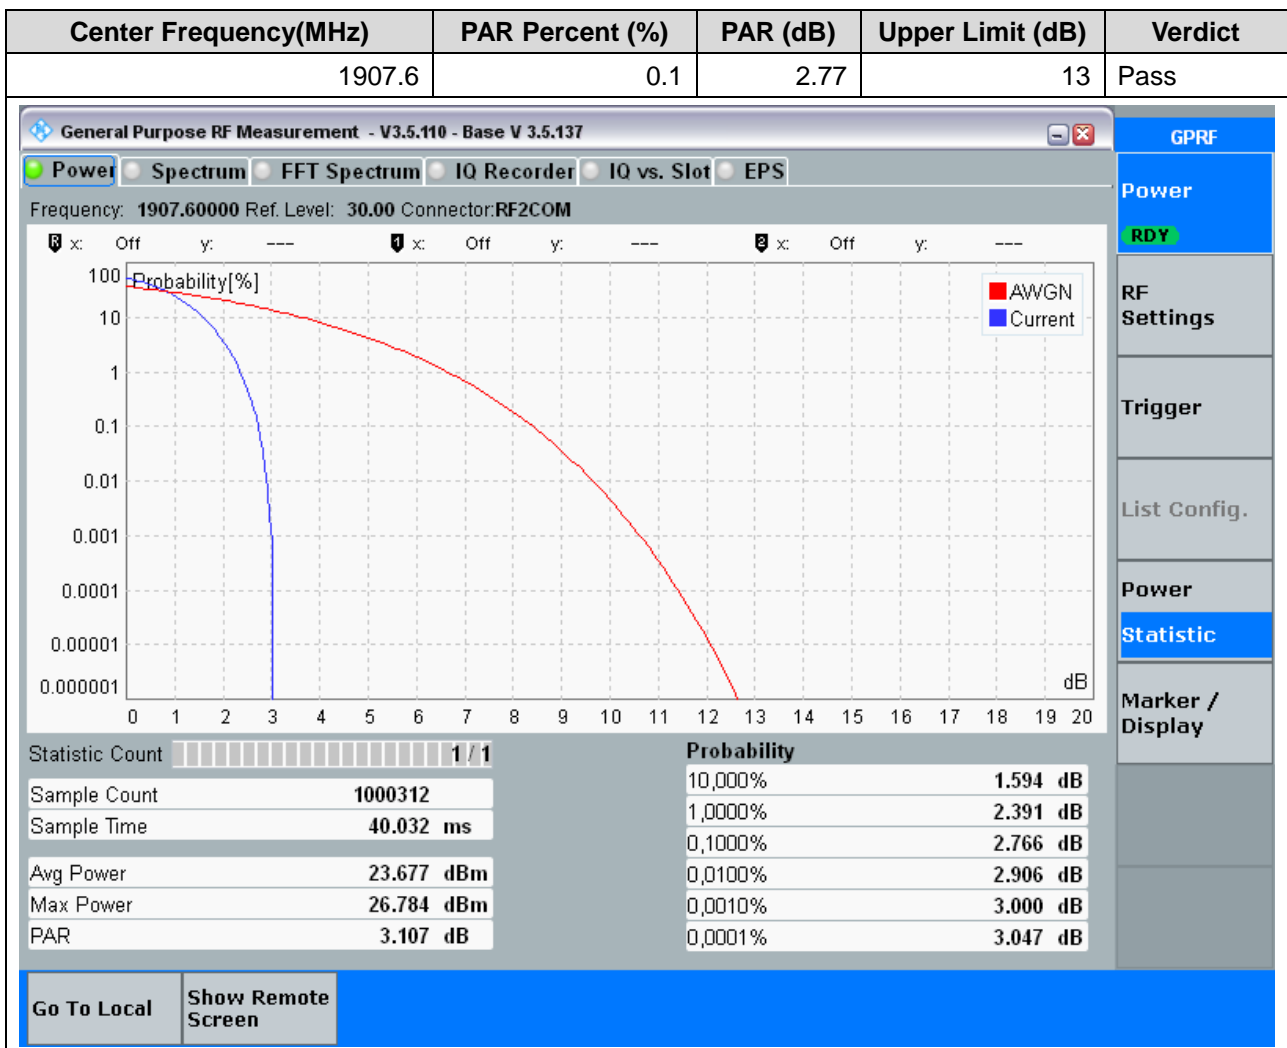 Center Frequency(MHz) PAR Percent (%) PAR (dB) Upper Limit (dB) Verdict
1907.6 0.1 2.77 13 Pass
General Purpose RF Measurement - V3.5.110 - Base V 3.5.137
GPRF
Power Spectrum FFT Spectrum IQ Recorder IQ vs. Slot EPS
Frequency: 1907.60000 Ref. Level: 30.00 Connector:RF2COM
R x: Off y: --- 1 x: Off y: --- 2 x: Off y: ---
Probability[%]
AWGN
Current
100
10
1
0.1
0.01
0.001
0.0001
0.00001
0.000001
dB
0 1 2 3 4 5 6 7 8 9 10 11 12 13 14 15 16 17 18 19 20
Statistic Count 1 / 1
Sample Count 1000312
Sample Time 40.032 ms
Avg Power 23.677 dBm
Max Power 26.784 dBm
PAR 3.107 dB
Probability
10,000% 1.594 dB
1,0000% 2.391 dB
0,1000% 2.766 dB
0,0100% 2.906 dB
0,0010% 3.000 dB
0,0001% 3.047 dB
Power
RDY
RF
Settings
Trigger
List Config.
Power
Statistic
Marker /
Display
Go To Local
Show Remote
Screen